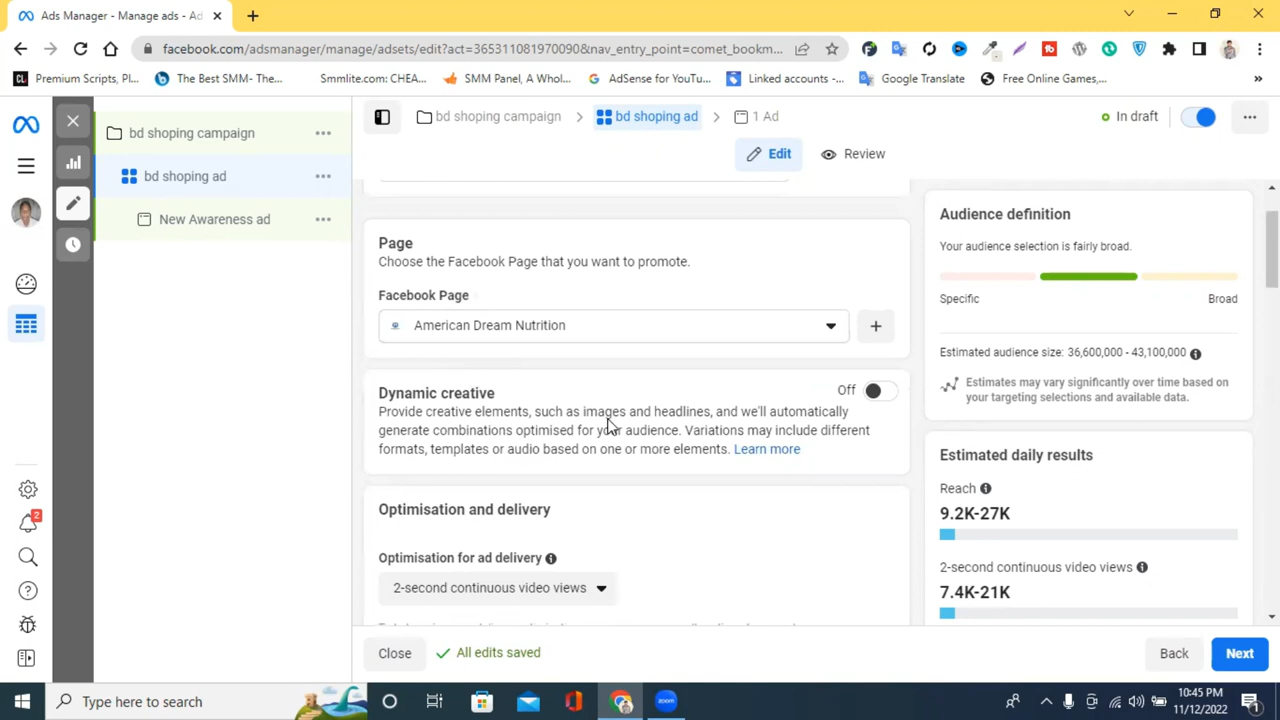 Ads Manager - Manage ads - Ad
facebook.com/adsmanager/manage/adsets/edit?act=365311081970090&nav_entry_point=comet_bookm...
CL Premium Scripts, Pl...
The Best SMM- The...
Smmlite.com: CHEA...
SMM Panel, A Whol...
AdSense for YouTu...
Linked accounts -...
Google Translate
Free Online Games,...
»
bd shoping campaign
bd shoping ad
New Awareness ad
bd shoping campaign
bd shoping ad
1 Ad
In draft
Edit
Review
Page
Choose the Facebook Page that you want to promote.
Facebook Page
American Dream Nutrition
Dynamic creative
Off
Provide creative elements, such as images and headlines, and we'll automatically
generate combinations optimised for your audience. Variations may include different
formats, templates or audio based on one or more elements. Learn more
Optimisation and delivery
Optimisation for ad delivery
2-second continuous video views
Audience definition
Your audience selection is fairly broad.
Specific
Broad
Estimated audience size: 36,600,000 - 43,100,000
Estimates may vary significantly over time based on
your targeting selections and available data.
Estimated daily results
Reach
9.2K-27K
2-second continuous video views
7.4K-21K
2
Close
All edits saved
Back
Next
Type here to search
zoom
10:45 PM
11/12/2022
1